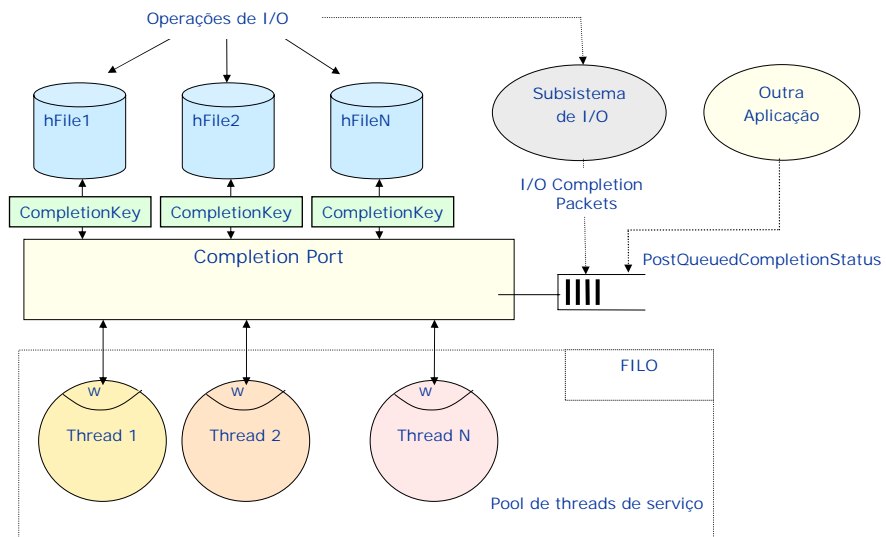 Operações de I/O
hFile1
hFile2
hFileN
Subsistema
de I/O
Outra
Aplicação
CompletionKey
CompletionKey
CompletionKey
I/O Completion
Packets
Completion Port
PostQueuedCompletionStatus
FILO
w
w
w
Thread 1
Thread 2
Thread N
Pool de threads de serviço